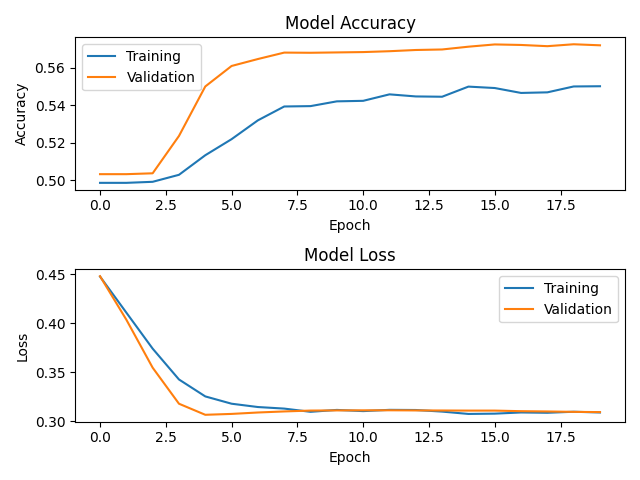 Model Accuracy
Training
Validation
0.56
0.54
0.52
0.50
Accuracy
0.0 2.5 5.0 7.5 10.0 12.5 15.0 17.5
Epoch
Model Loss
Training
Validation
0.45
0.40
0.35
0.30
Loss
0.0 2.5 5.0 7.5 10.0 12.5 15.0 17.5
Epoch